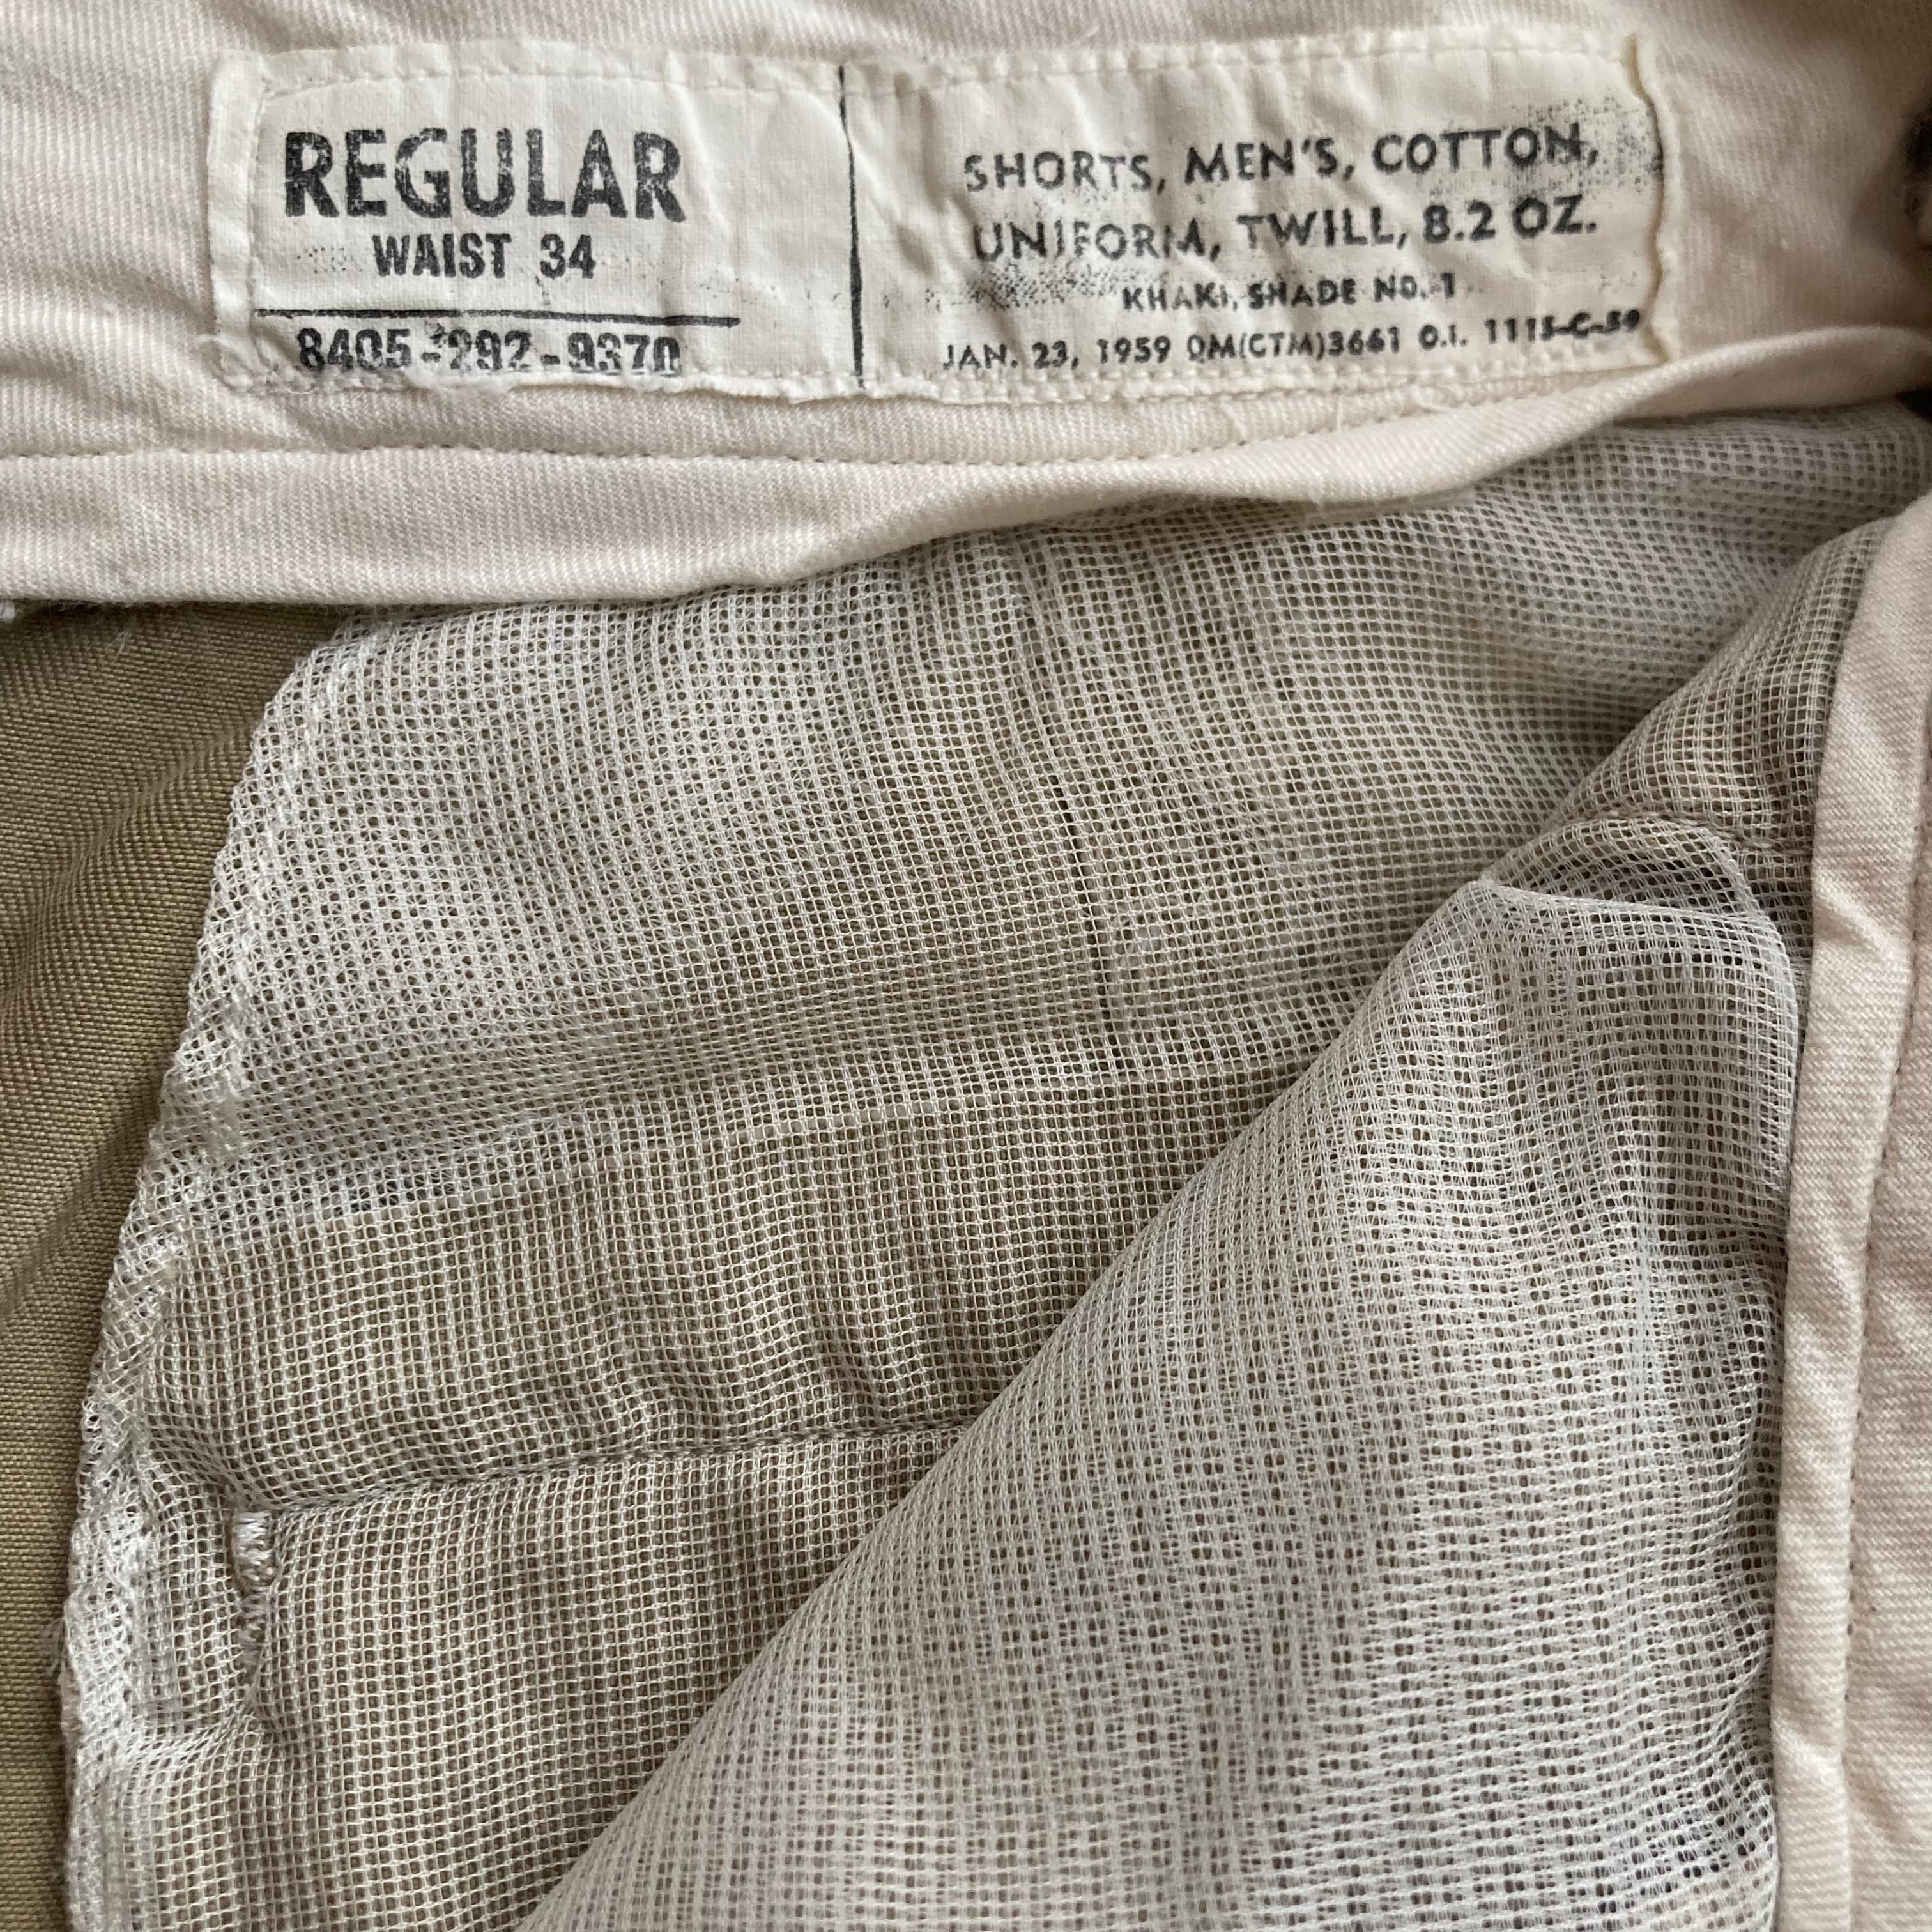 REGULAR
WAIST 34
8405-292-9370
SHORTS, MEN'S, COTTON,
UNIFORM, TWILL, 8.2 OZ.
KHAKI, SHADE NO. 1
JAN. 23, 1959 QM(CTM)3661 O.I. 1115-C-59